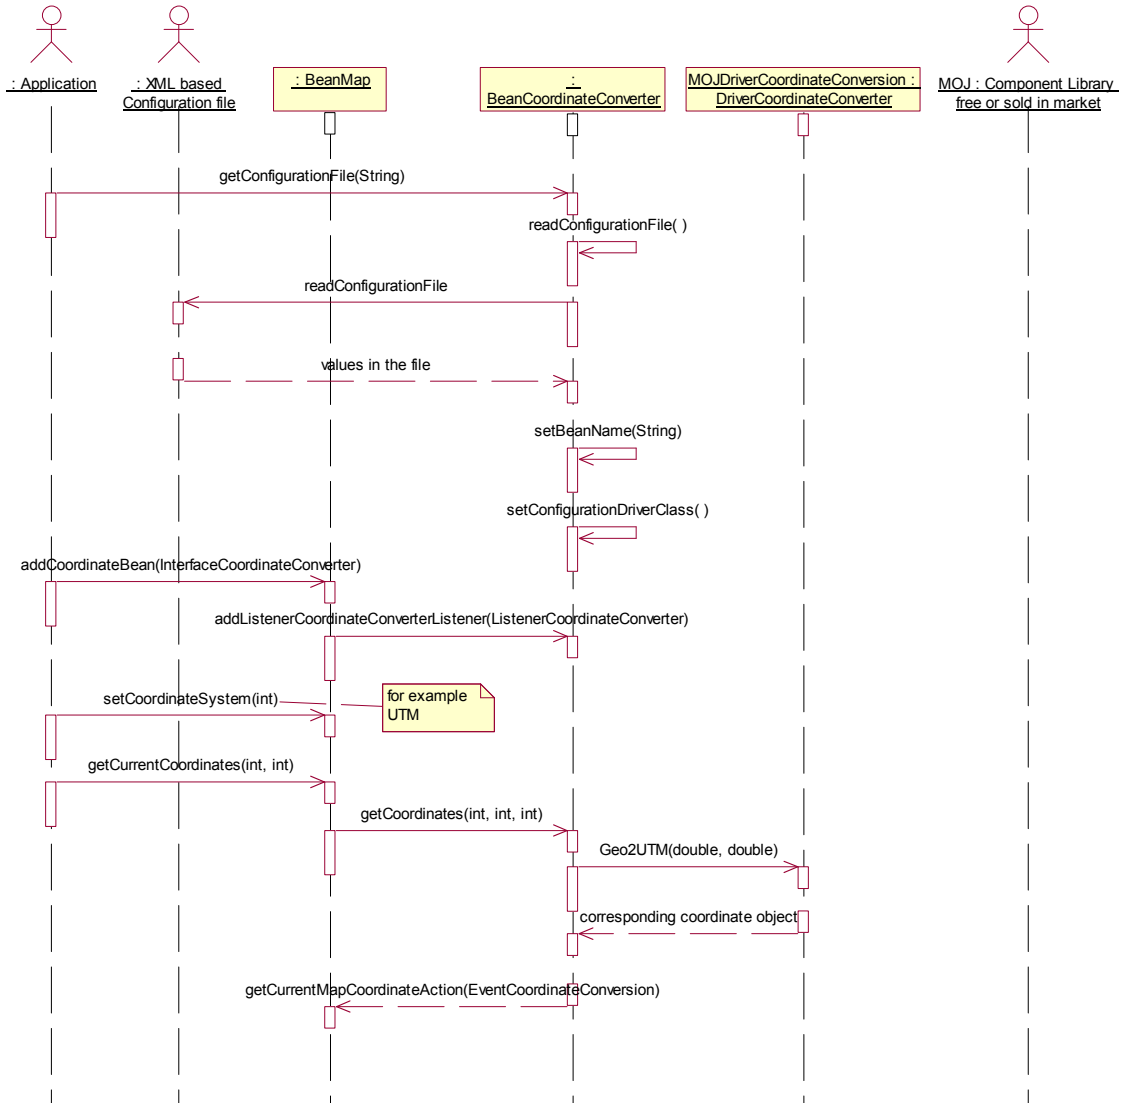 : Application
: XML based
Configuration file
: BeanMap
:
BeanCoordinateConverter
MOJDriverCoordinateConversion :
DriverCoordinateConverter
MOJ : Component Library
free or sold in market
getConfigurationFile(String)
readConfigurationFile( )
readConfigurationFile
values in the file
setBeanName(String)
setConfigurationDriverClass( )
addCoordinateBean(InterfaceCoordinateConverter)
addListenerCoordinateConverterListener(ListenerCoordinateConverter)
setCoordinateSystem(int)
for example
UTM
getCurrentCoordinates(int, int)
getCoordinates(int, int, int)
Geo2UTM(double, double)
corresponding coordinate object
getCurrentMapCoordinateAction(EventCoordinateConversion)